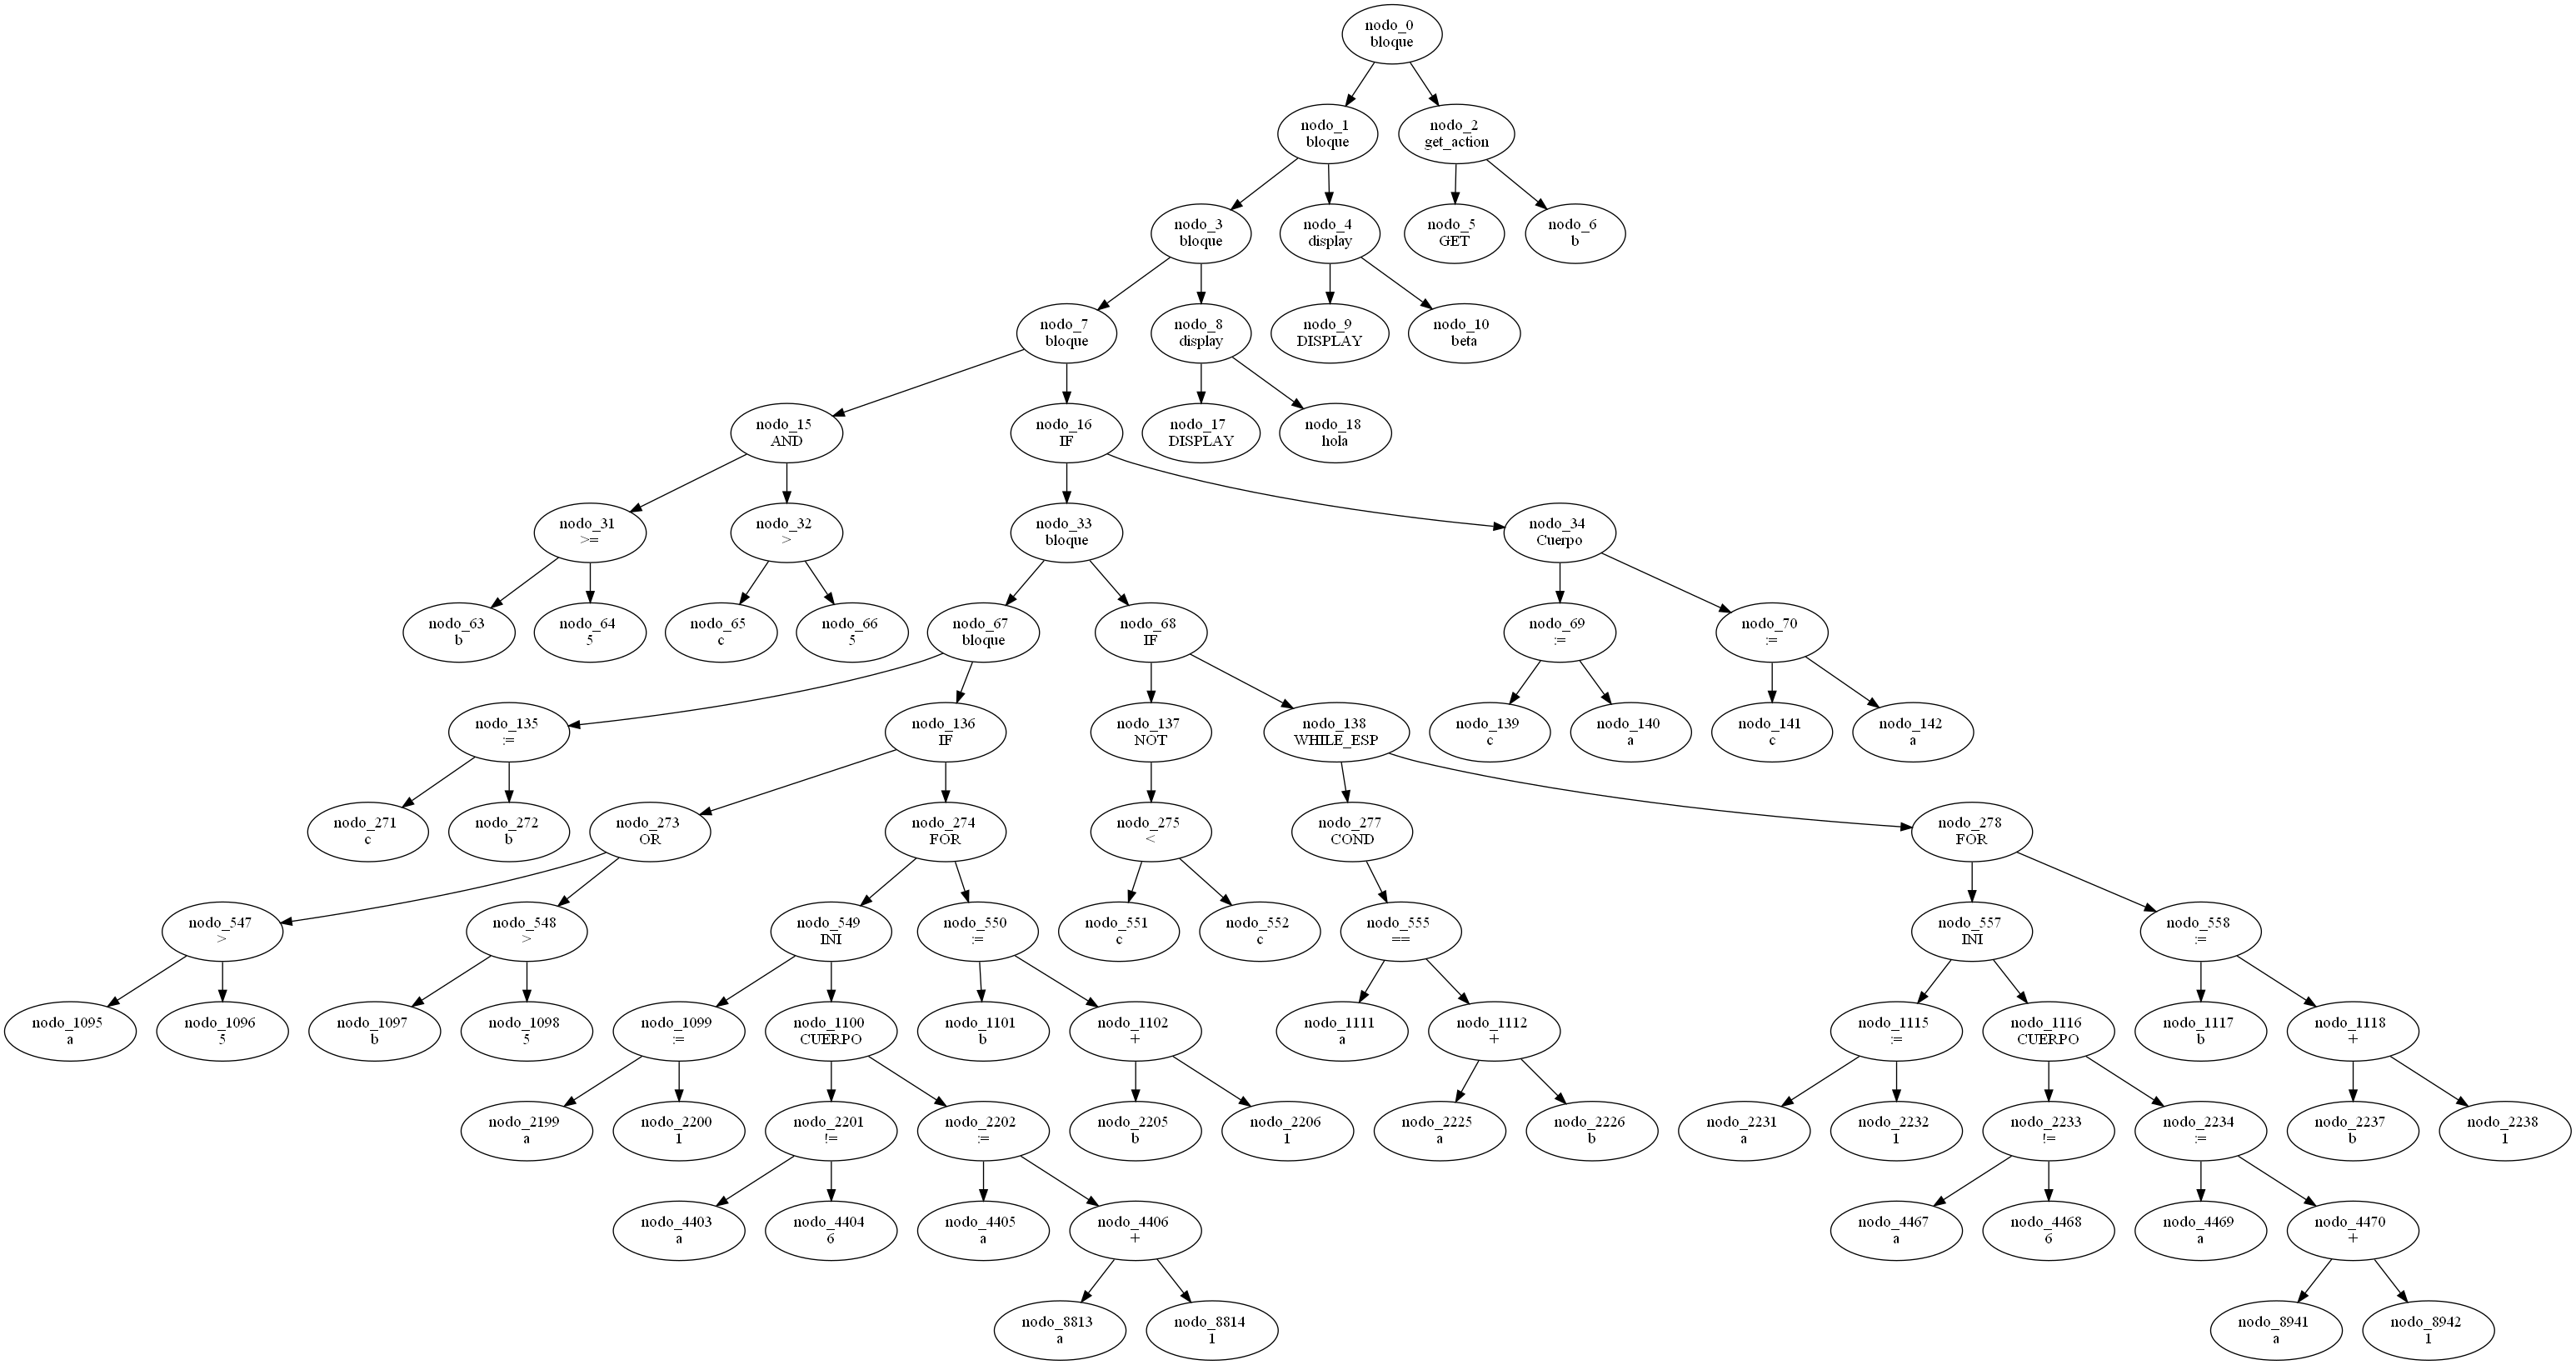 nodo_0
bloque
nodo_1
bloque
nodo_2
get_action
nodo_3
bloque
nodo_4
display
nodo_5
GET
nodo_6
b
nodo_7
bloque
nodo_8
display
nodo_9
DISPLAY
nodo_10
beta
nodo_15
AND
nodo_16
IF
nodo_17
DISPLAY
nodo_18
hola
nodo_31
>=
nodo_32
>
nodo_33
bloque
nodo_34
Cuerpo
nodo_63
b
nodo_64
5
nodo_65
c
nodo_66
5
nodo_67
bloque
nodo_68
IF
nodo_69
:=
nodo_70
:=
nodo_135
:=
nodo_136
IF
nodo_137
NOT
nodo_138
WHILE_ESP
nodo_139
c
nodo_140
a
nodo_141
c
nodo_142
a
nodo_271
c
nodo_272
b
nodo_273
OR
nodo_274
FOR
nodo_275
<
nodo_277
COND
nodo_278
FOR
nodo_547
>
nodo_548
>
nodo_549
INI
nodo_550
:=
nodo_551
c
nodo_552
c
nodo_555
==
nodo_557
INI
nodo_558
:=
nodo_1095
a
nodo_1096
5
nodo_1097
b
nodo_1098
5
nodo_1099
:=
nodo_1100
CUERPO
nodo_1101
b
nodo_1102
+
nodo_1111
a
nodo_1112
+
nodo_1115
:=
nodo_1116
CUERPO
nodo_1117
b
nodo_1118
+
nodo_2199
a
nodo_2200
1
nodo_2201
!=
nodo_2202
:=
nodo_2205
b
nodo_2206
1
nodo_2225
a
nodo_2226
b
nodo_2231
a
nodo_2232
1
nodo_2233
!=
nodo_2234
:=
nodo_2237
b
nodo_2238
1
nodo_4403
a
nodo_4404
6
nodo_4405
a
nodo_4406
+
nodo_4467
a
nodo_4468
6
nodo_4469
a
nodo_4470
+
nodo_8813
a
nodo_8814
1
nodo_8941
a
nodo_8942
1